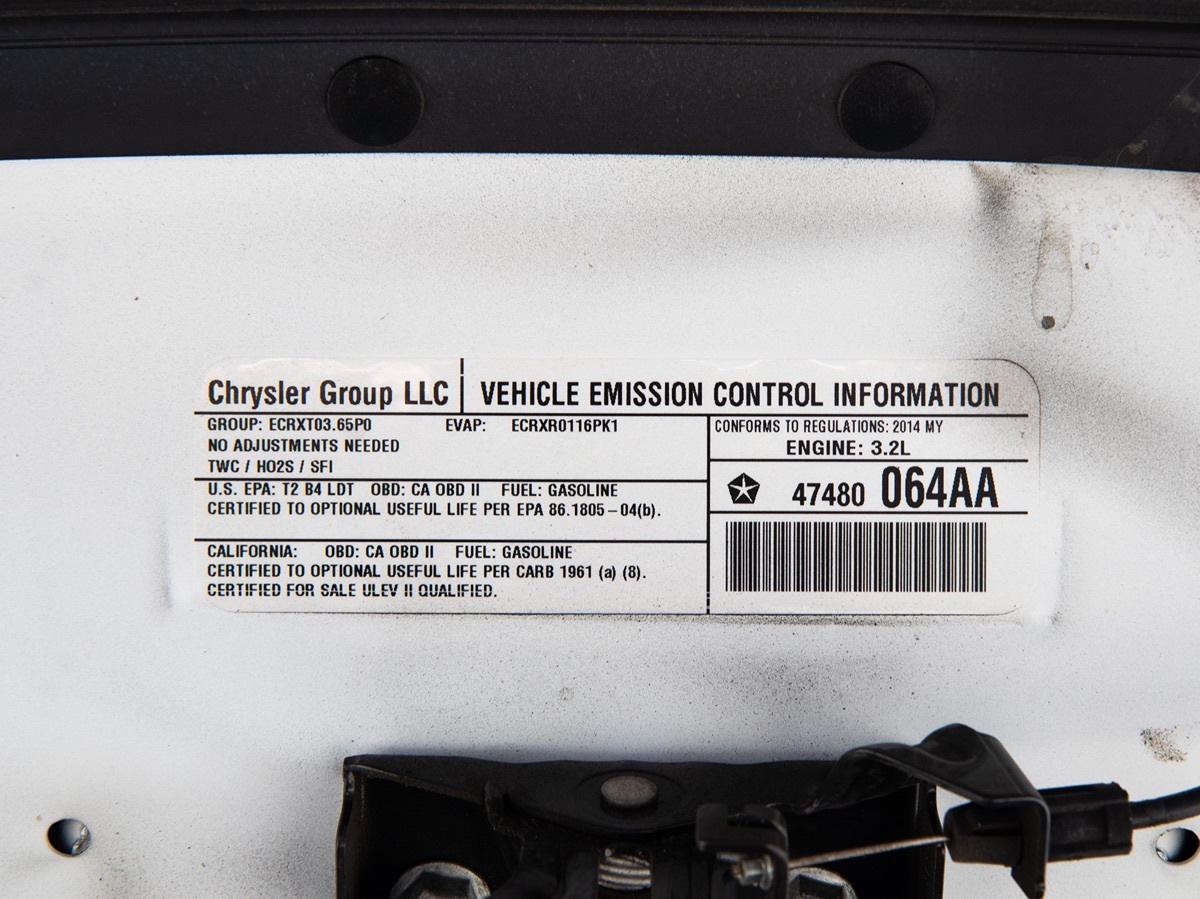 Chrysler Group LLC VEHICLE EMISSION CONTROL INFORMATION
GROUP: ECRXT03.65P0 EVAP: ECRXR0116PK1
NO ADJUSTMENTS NEEDED
TWC / HO2S / SFI
U.S. EPA: T2 B4 LDT OBD: CA OBD II FUEL: GASOLINE
CERTIFIED TO OPTIONAL USEFUL LIFE PER EPA 86.1805-04(b).
CALIFORNIA: OBD: CA OBD II FUEL: GASOLINE
CERTIFIED TO OPTIONAL USEFUL LIFE PER CARB 1961 (a) (8).
CERTIFIED FOR SALE ULEV II QUALIFIED.
CONFORMS TO REGULATIONS: 2014 MY
ENGINE: 3.2L
47480 064AA